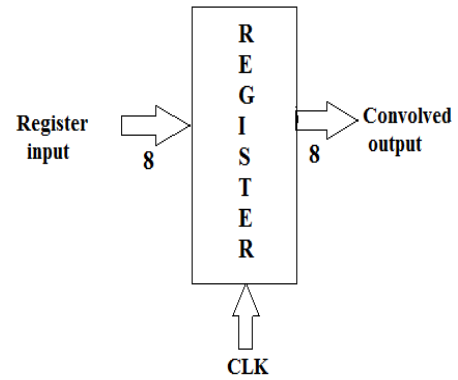 R
E
G
I
S
T
E
R
Register
input
8
Convolved
output
8
CLK